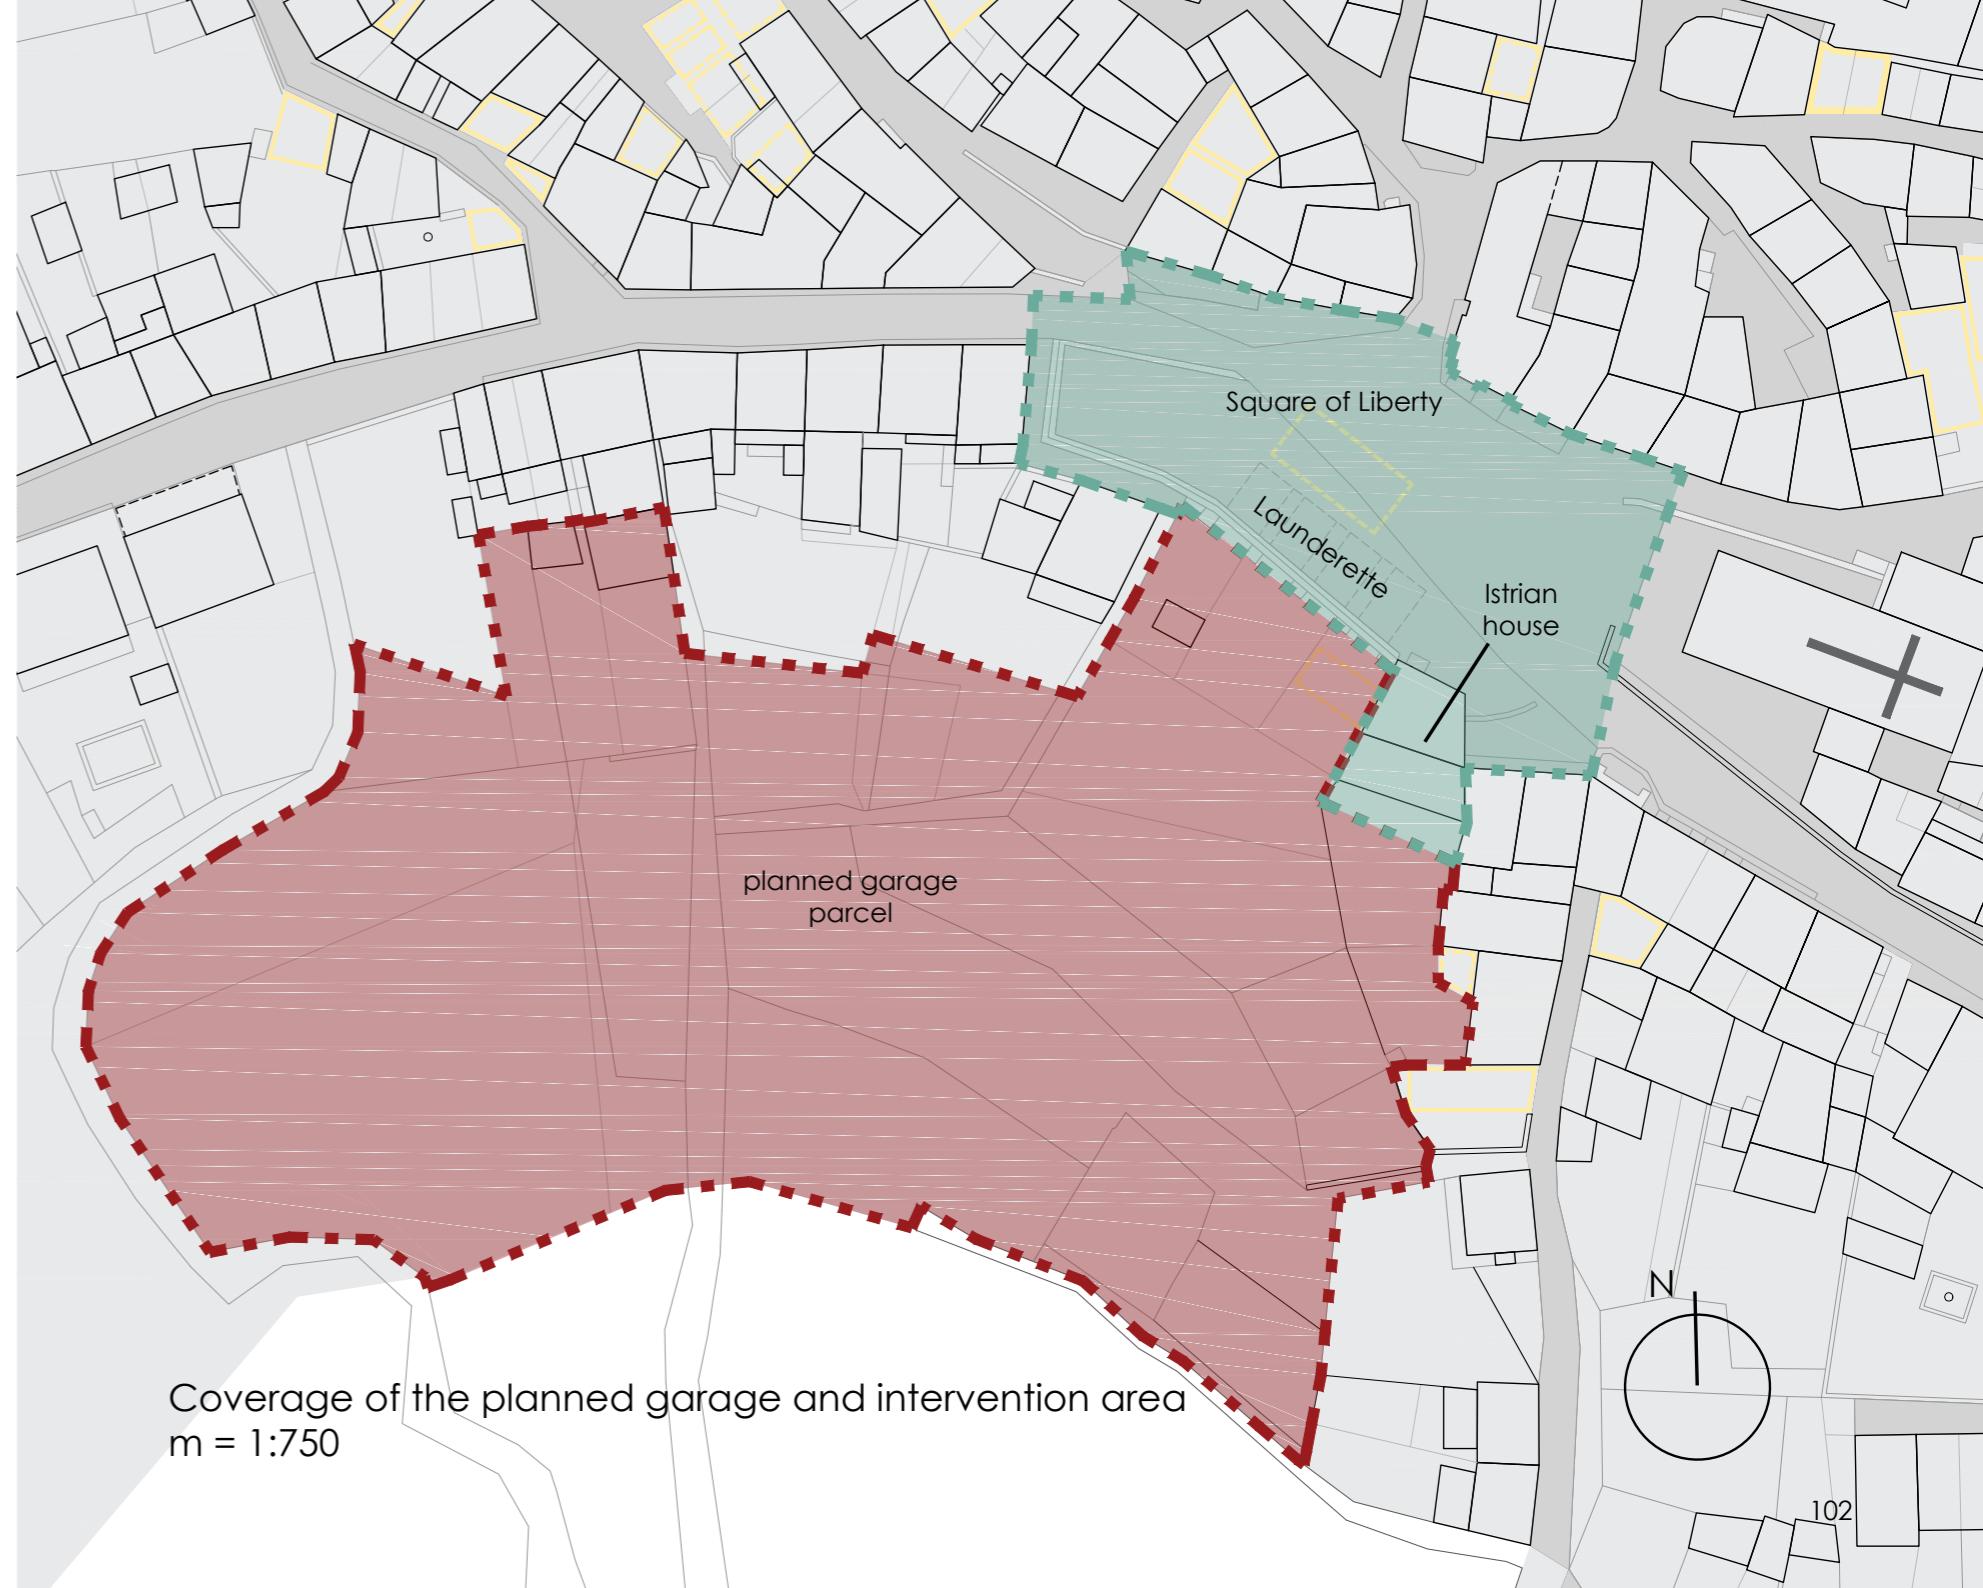 Square of Liberty
Launderette
Istrian
house
planned garage
parcel
N
Coverage of the planned garage and intervention area
m = 1:750
102